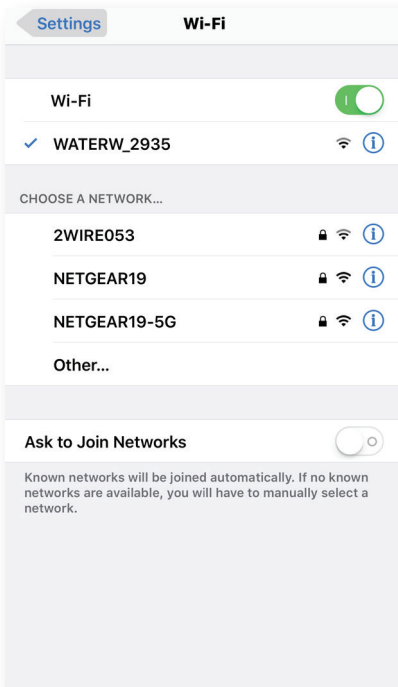 Settings
Wi-Fi
Wi-Fi
WATERW_2935
CHOOSE A NETWORK...
2WIRE053
NETGEAR19
NETGEAR19-5G
Other...
Ask to Join Networks
Known networks will be joined automatically. If no known
networks are available, you will have to manually select a
network.